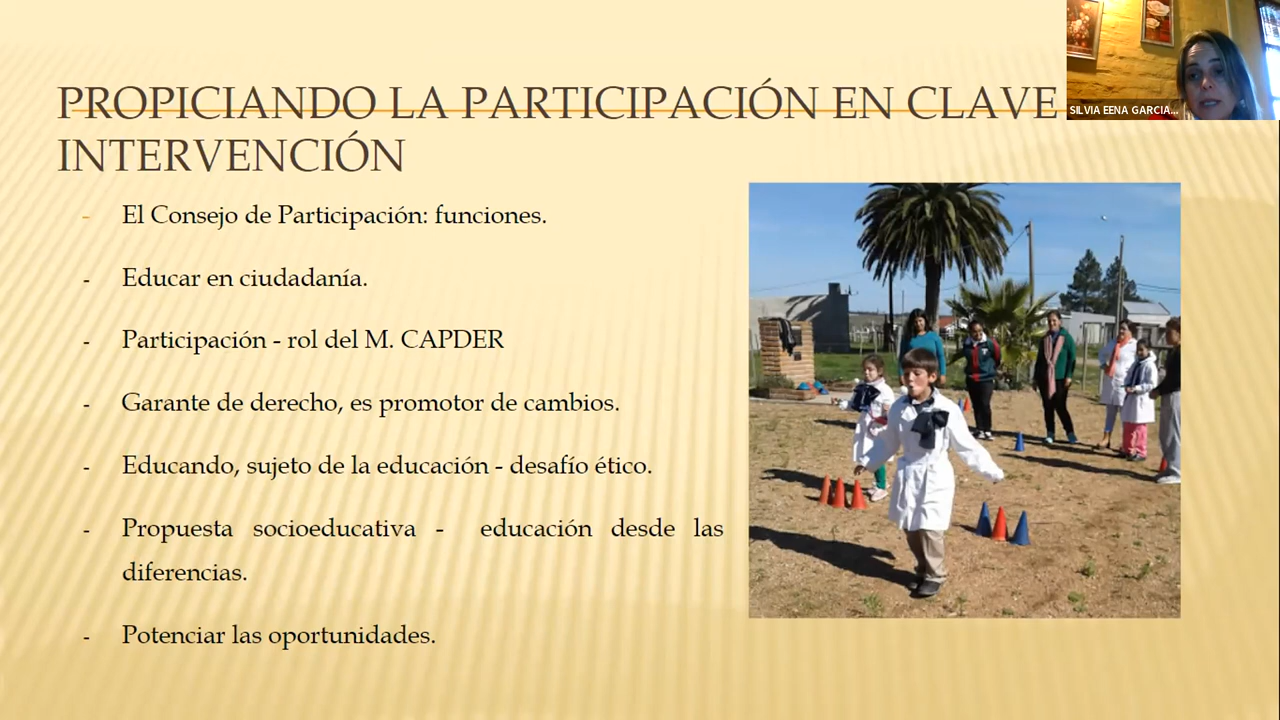 PROPICIANDO LA PARTICIPACIÓN EN CLAVE
INTERVENCIÓN
SILVIA EENA GARCIA...
- El Consejo de Participación: funciones.
- Educar en ciudadanía.
- Participación - rol del M. CAPDER
- Garante de derecho, es promotor de cambios.
- Educando, sujeto de la educación - desafío ético.
- Propuesta socioeducativa - educación desde las
diferencias.
- Potenciar las oportunidades.